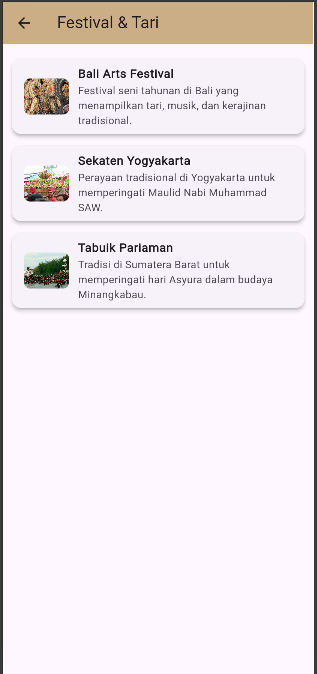 Festival & Tari
Bali Arts Festival
Festival seni tahunan di Bali yang
menampilkan tari, musik, dan kerajinan
tradisional.
Sekaten Yogyakarta
Perayaan tradisional di Yogyakarta untuk
memperingati Maulid Nabi Muhammad
SAW.
Tabuik Pariaman
Tradisi di Sumatera Barat untuk
memperingati hari Asyura dalam budaya
Minangkabau.